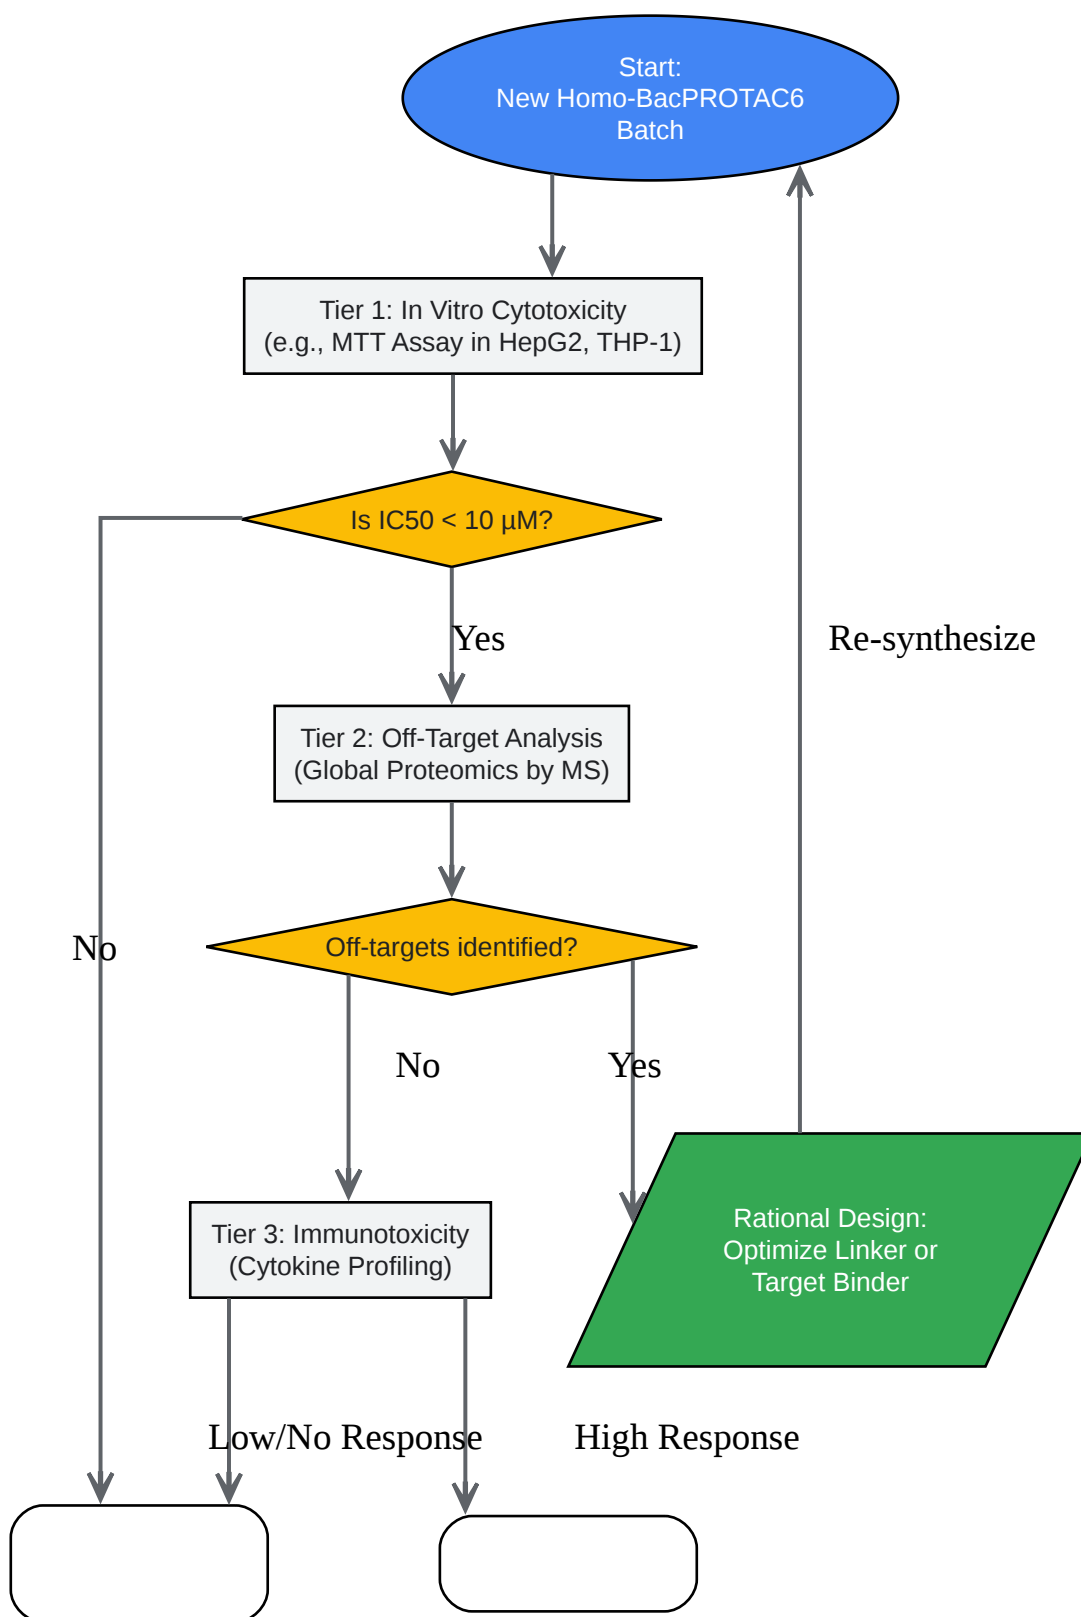 Start:
New Homo-BacPROTAC6
Batch
Tier 1: In Vitro Cytotoxicity
(e.g., MTT Assay in HepG2, THP-1)
Is IC50 < 10 µM?
Yes
Re-synthesize
Tier 2: Off-Target Analysis
(Global Proteomics by MS)
No
Off-targets identified?
No
Yes
Tier 3: Immunotoxicity
(Cytokine Profiling)
Rational Design:
Optimize Linker or
Target Binder
Low/No Response
High Response